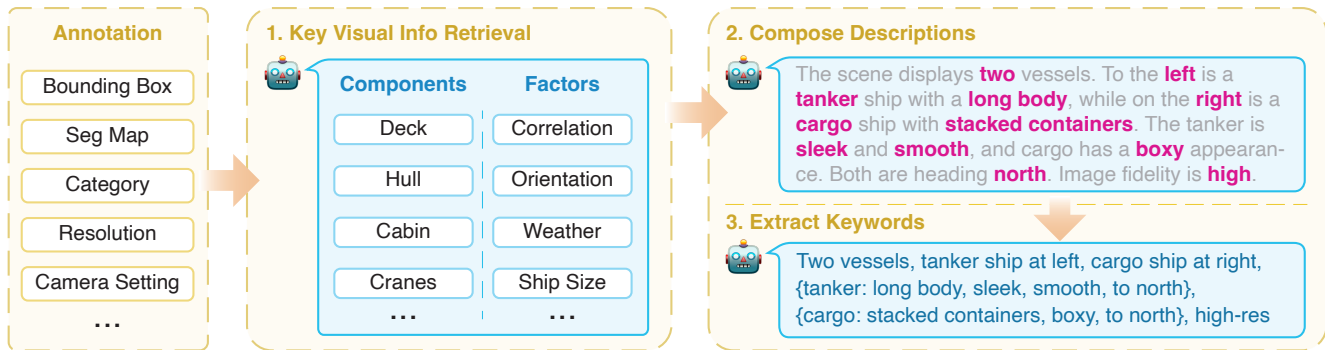 Annotation
Bounding Box
Seg Map
Category
Resolution
Camera Setting
...
1. Key Visual Info Retrieval
Components
Factors
Deck
Correlation
Hull
Orientation
Cabin
Weather
Cranes
Ship Size
...
...
2. Compose Descriptions
The scene displays two vessels. To the left is a
tanker ship with a long body, while on the right is a
cargo ship with stacked containers. The tanker is
sleek and smooth, and cargo has a boxy appearan-
ce. Both are heading north. Image fidelity is high.
3. Extract Keywords
Two vessels, tanker ship at left, cargo ship at right,
{tanker: long body, sleek, smooth, to north},
{cargo: stacked containers, boxy, to north}, high-res